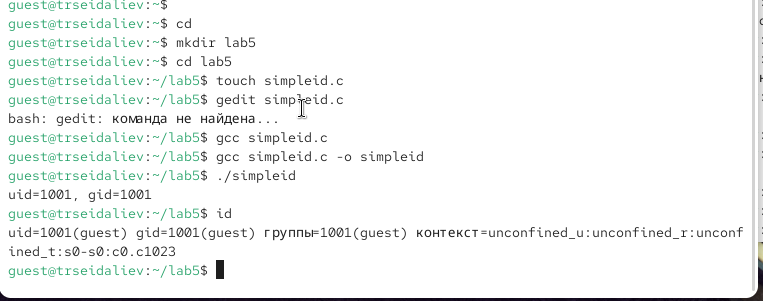 guest@trseidaliev:~$
guest@trseidaliev:~$ cd
guest@trseidaliev:~$ mkdir lab5
guest@trseidaliev:~$ cd lab5
guest@trseidaliev:~/lab5$ touch simpleid.c
guest@trseidaliev:~/lab5$ gedit simpleid.c
bash: gedit: команда не найдена...
guest@trseidaliev:~/lab5$ gcc simpleid.c
guest@trseidaliev:~/lab5$ gcc simpleid.c -o simpleid
guest@trseidaliev:~/lab5$ ./simpleid
uid=1001, gid=1001
guest@trseidaliev:~/lab5$ id
uid=1001(guest) gid=1001(guest) группы=1001(guest) контекст=unconfined_u:unconfined_r:unconf
ined_t:s0-s0:c0.c1023
guest@trseidaliev:~/lab5$